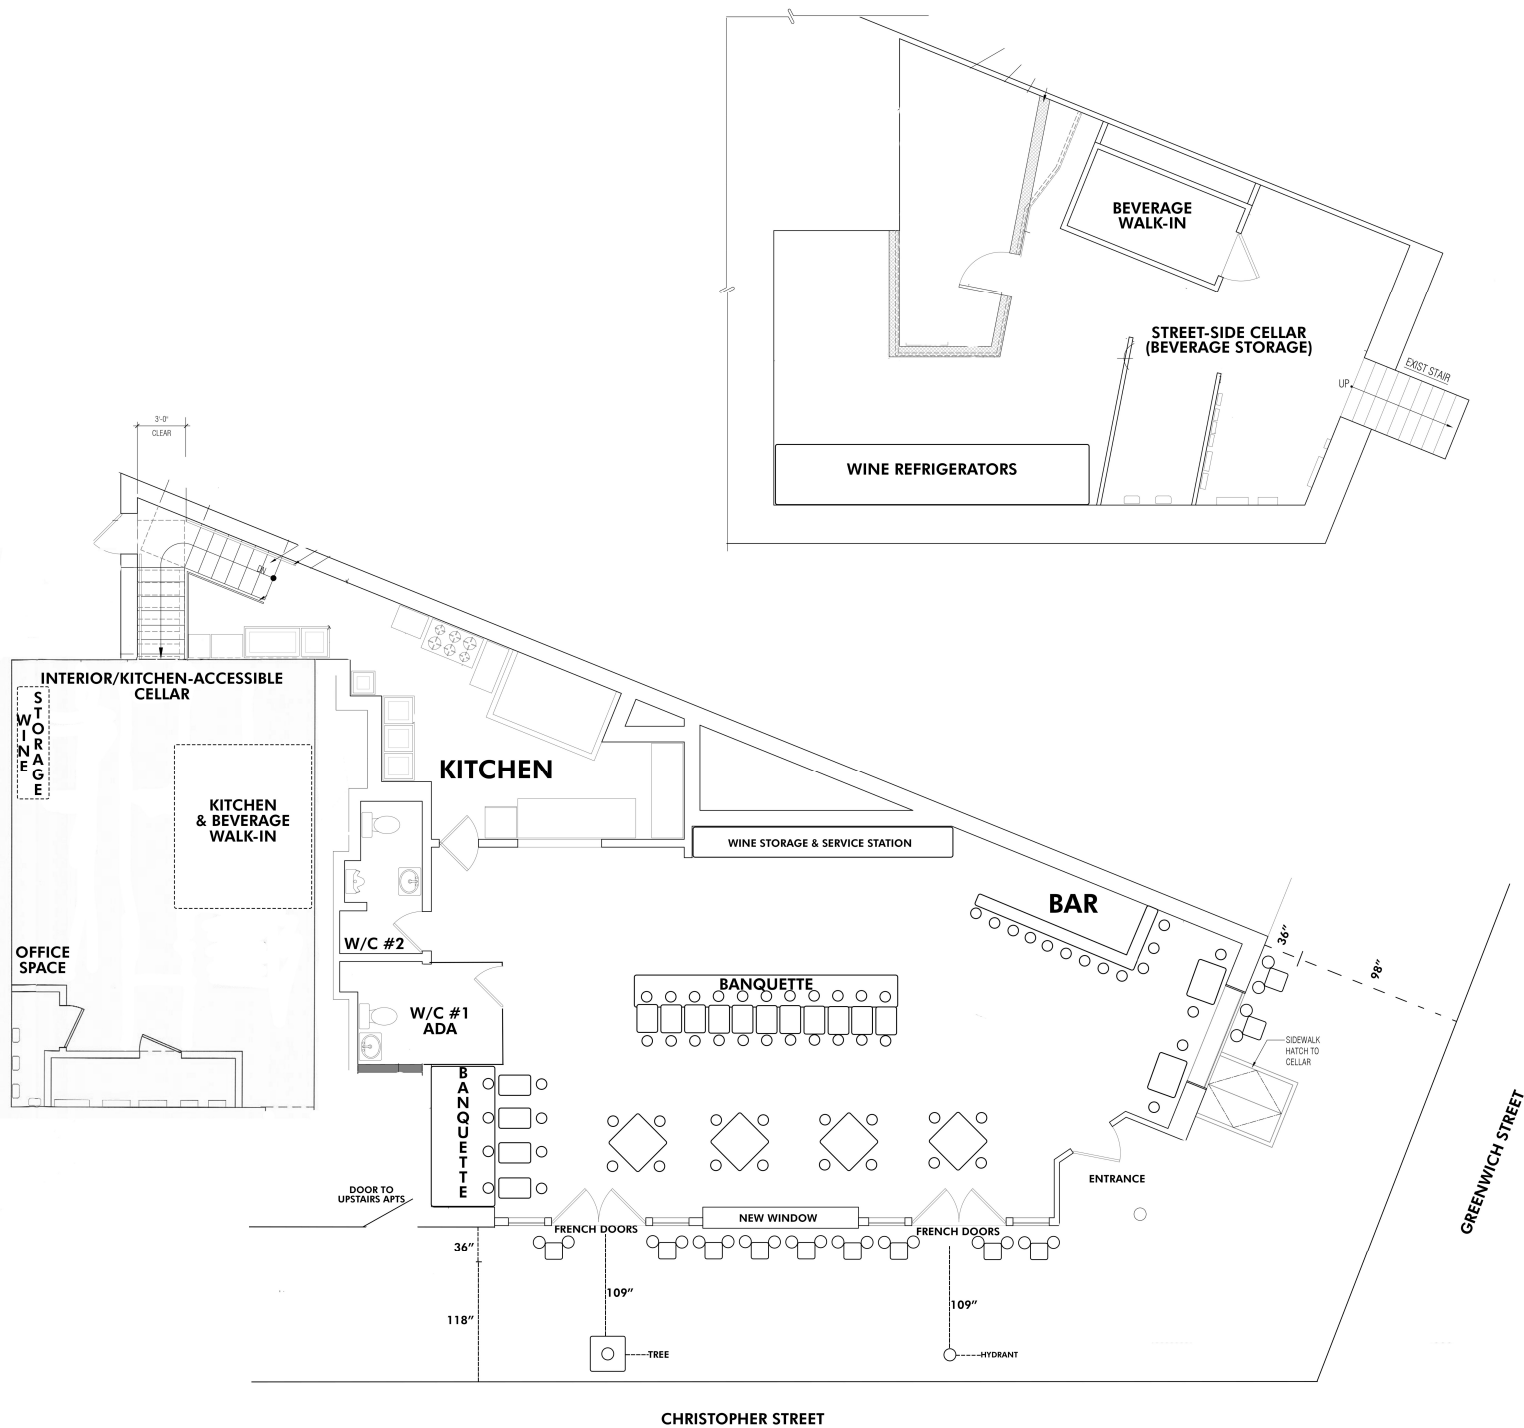 BEVERAGE
WALK-IN
STREET-SIDE CELLAR
(BEVERAGE STORAGE)
EXIST STAIR
UP
WINE REFRIGERATORS
3'-0"
CLEAR
DN
INTERIOR/KITCHEN-ACCESSIBLE
CELLAR
WINE
STORAGE
KITCHEN
& BEVERAGE
WALK-IN
OFFICE
SPACE
KITCHEN
WINE STORAGE & SERVICE STATION
BAR
W/C #2
W/C #1
ADA
BANQUETTE
BANQUETTE
36"
98"
SIDEWALK
HATCH TO
CELLAR
GREENWICH STREET
ENTRANCE
DOOR TO
UPSTAIRS APTS
FRENCH DOORS
NEW WINDOW
FRENCH DOORS
36"
109"
109"
118"
TREE
HYDRANT
CHRISTOPHER STREET